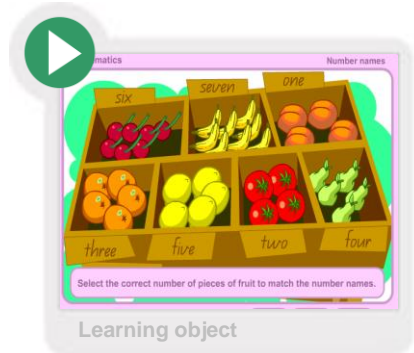 ematics
Number names
six
seven
one
three
five
two
four
Select the correct number of pieces of fruit to match the number names.
Learning object